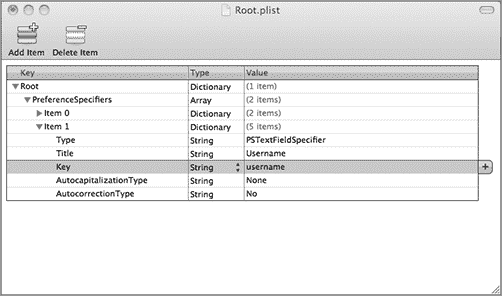 Root.plist
Add Item Delete Item
Key Type Value
Root Dictionary (1 item)
PreferenceSpecifiers Array (2 items)
Item 0 Dictionary (2 items)
Item 1 Dictionary (5 items)
Type String PSTextFieldSpecifier
Title String Username
Key String username
AutocapitalizationType String None
AutocorrectionType String No